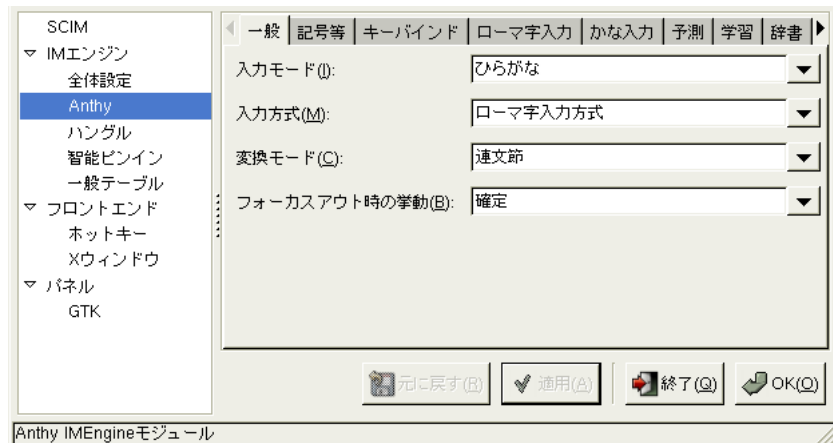 SCIM
IMエンジン
全体設定
Anthy
ハングル
智能ピンイン
一般テーブル
フロントエンド
ホットキー
Xウィンドウ
パネル
GTK
一般 記号等 キーバインド ローマ字入力 かな入力 予測 学習 辞書
入力モード(I): ひらがな
入力方式(M): ローマ字入力方式
変換モード(C): 連文節
フォーカスアウト時の挙動(B): 確定
元に戻す(R) 適用(A) 終了(Q) OK(O)
Anthy IMEngineモジュール